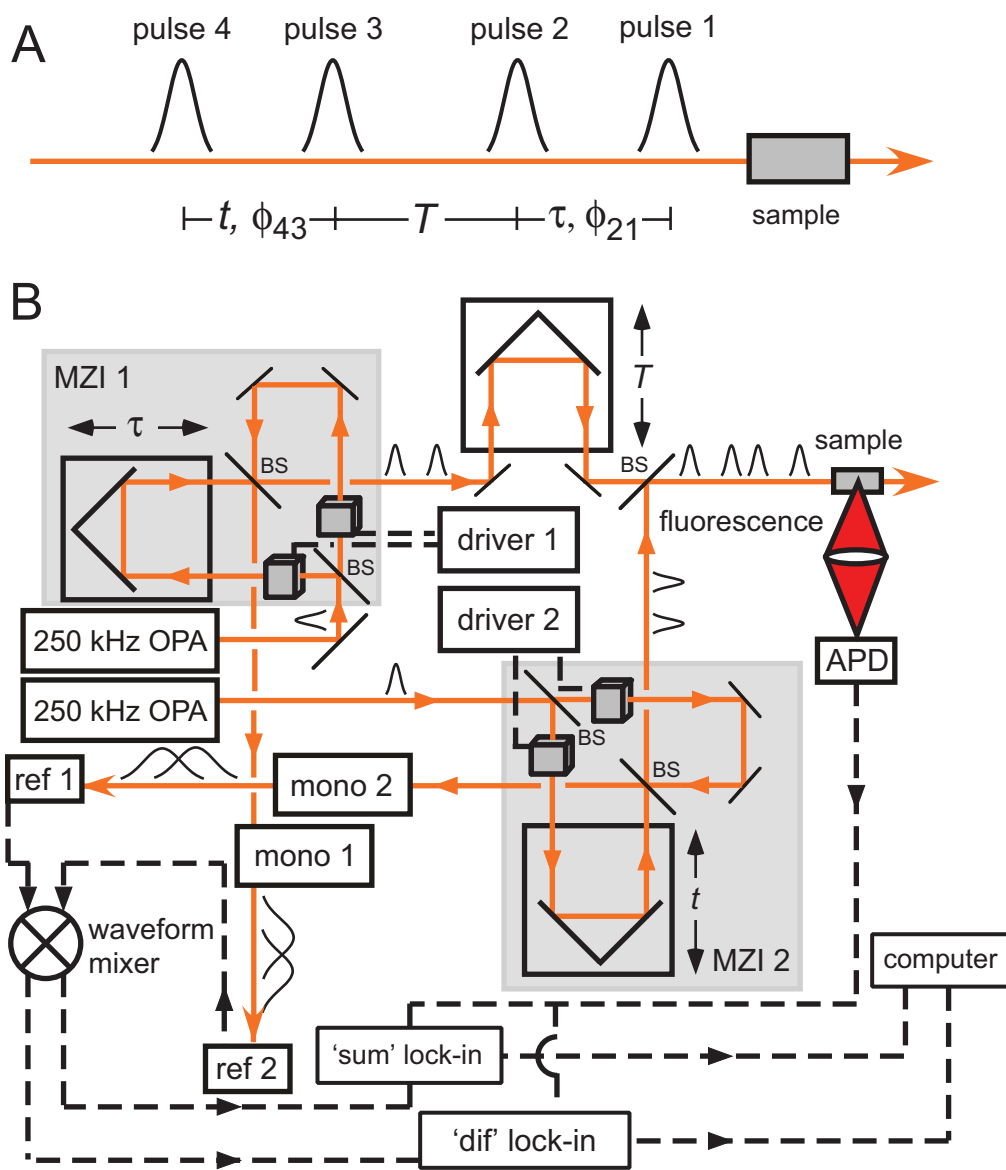 A
pulse 4 pulse 3 pulse 2 pulse 1
sample
t, ϕ43 T τ, ϕ21
B
MZI 1
τ
BS
T
BS
sample
fluorescence
driver 1
BS
driver 2
250 kHz OPA
APD
250 kHz OPA
BS
BS
ref 1
mono 2
mono 1
t
waveform
mixer
MZI 2
computer
ref 2
‘sum’ lock-in
‘dif’ lock-in